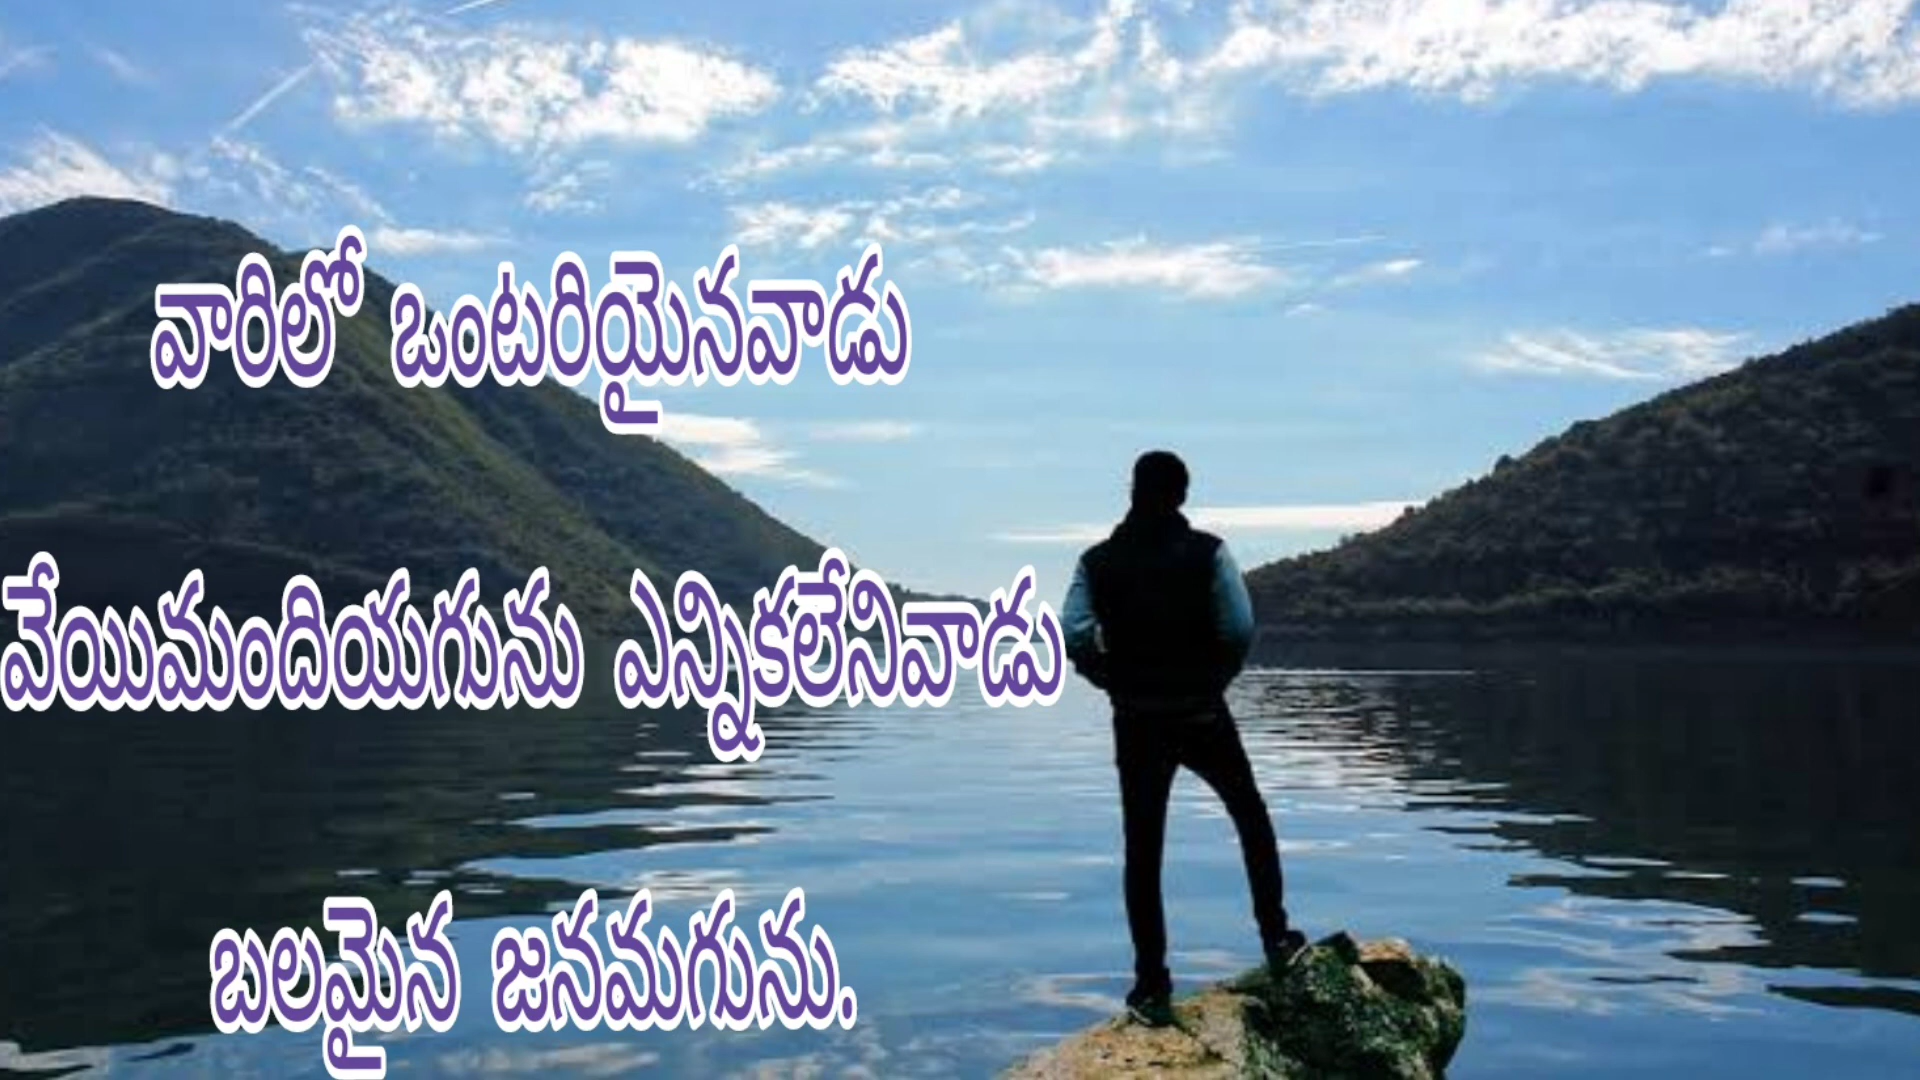 వారిలో ఒంటరియైనవాడు
వేయిమందియగును ఎన్నికలేనివాడు
బలమైన జనమగును.